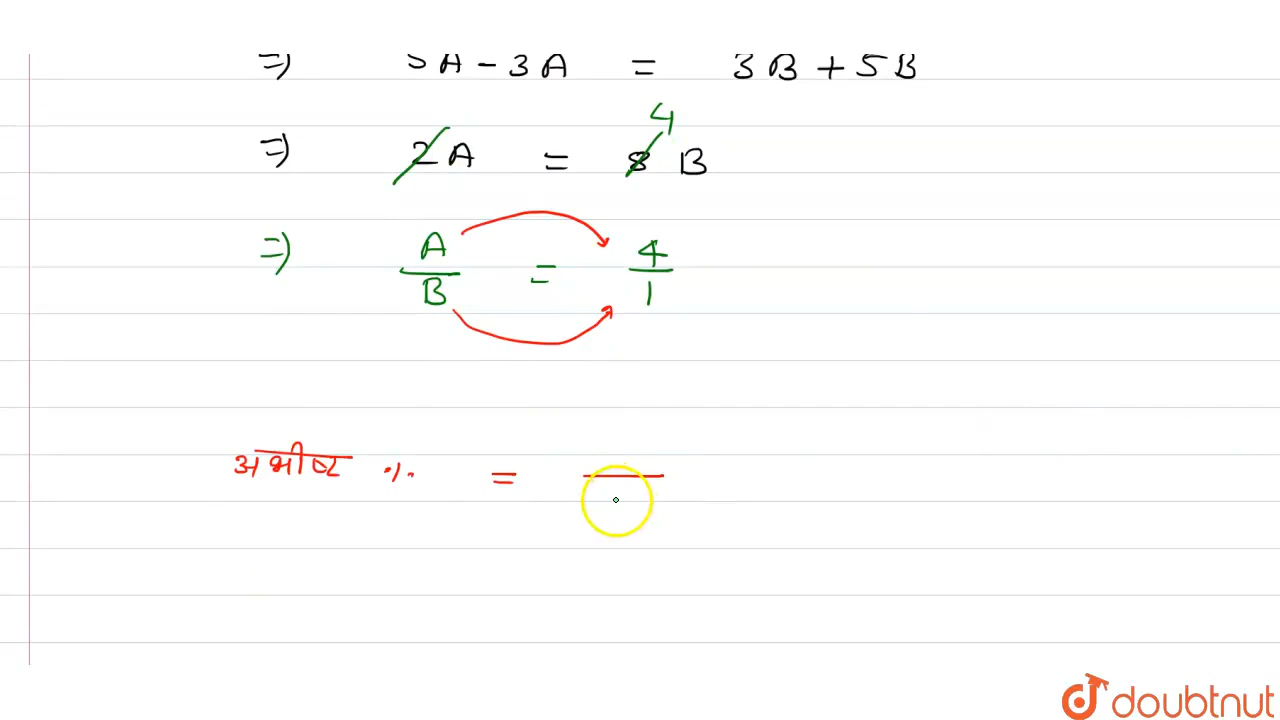 ⇒ 5A - 3A = 3B + 5B
4
⇒ 2A = 8 B
⇒ A/B = 4/1
अभीष्ट % =
doubtnut